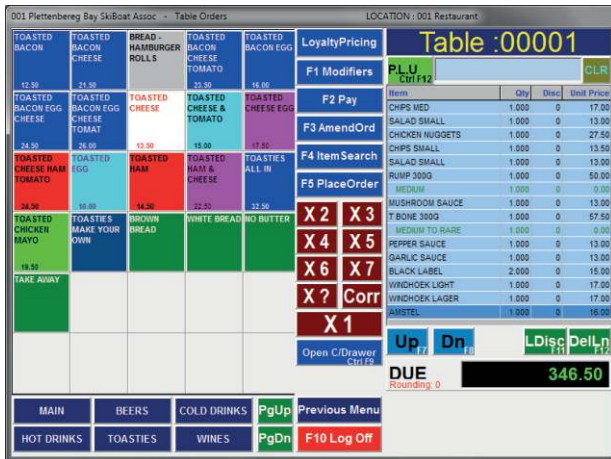 001 Plettenbereg Bay SkiBoat Assoc - Table Orders LOCATION : 001 Restaurant
TOASTED BACON 12.50
TOASTED BACON CHEESE 21.50
BREAD - HAMBURGER ROLLS
TOASTED BACON CHEESE TOMATO 23.50
TOASTED BACON EGG 16.00
TOASTED BACON EGG CHEESE 24.50
TOASTED BACON EGG CHEESE TOMAT 26.00
TOASTED CHEESE 13.50
TOASTED CHEESE & TOMATO 15.00
TOASTED CHEESE EGG 17.50
TOASTED CHEESE HAM TOMATO 24.50
TOASTED EGG 10.00
TOASTED HAM 14.50
TOASTED HAM & CHEESE 22.50
TOASTIES ALL IN 32.50
TOASTED CHICKEN MAYO 19.50
TOASTIES MAKE YOUR OWN
BROWN BREAD
WHITE BREAD
NO BUTTER
TAKE AWAY
LoyaltyPricing
F1 Modifiers
F2 Pay
F3 AmendOrd
F4 ItemSearch
F5 PlaceOrder
X 2 X 3
X 4 X 5
X 6 X 7
X ? Corr
X 1
Open C/Drawer
Ctrl F9
Table :00001
P.L.U
Ctrl F12
CLR
Item Qty Disc Unit Price
CHIPS MED 1.000 0 17.00
SALAD SMALL 1.000 0 13.00
CHICKEN NUGGETS 1.000 0 27.50
CHIPS SMALL 1.000 0 13.50
SALAD SMALL 1.000 0 13.00
RUMP 300G 1.000 0 50.00
MEDIUM 1.000 0 0.00
MUSHROOM SAUCE 1.000 0 13.00
T BONE 300G 1.000 0 57.50
MEDIUM TO RARE 1.000 0 0.00
PEPPER SAUCE 1.000 0 13.00
GARLIC SAUCE 1.000 0 13.00
BLACK LABEL 2.000 0 15.00
WINDHOEK LIGHT 1.000 0 17.00
WINDHOEK LAGER 1.000 0 17.00
AMSTEL 1.000 0 16.00
Up F7 Dn F8 LDisc F11 DelLn F12
DUE 346.50
Rounding: 0
MAIN BEERS COLD DRINKS PgUp Previous Menu
HOT DRINKS TOASTIES WINES PgDn F10 Log Off